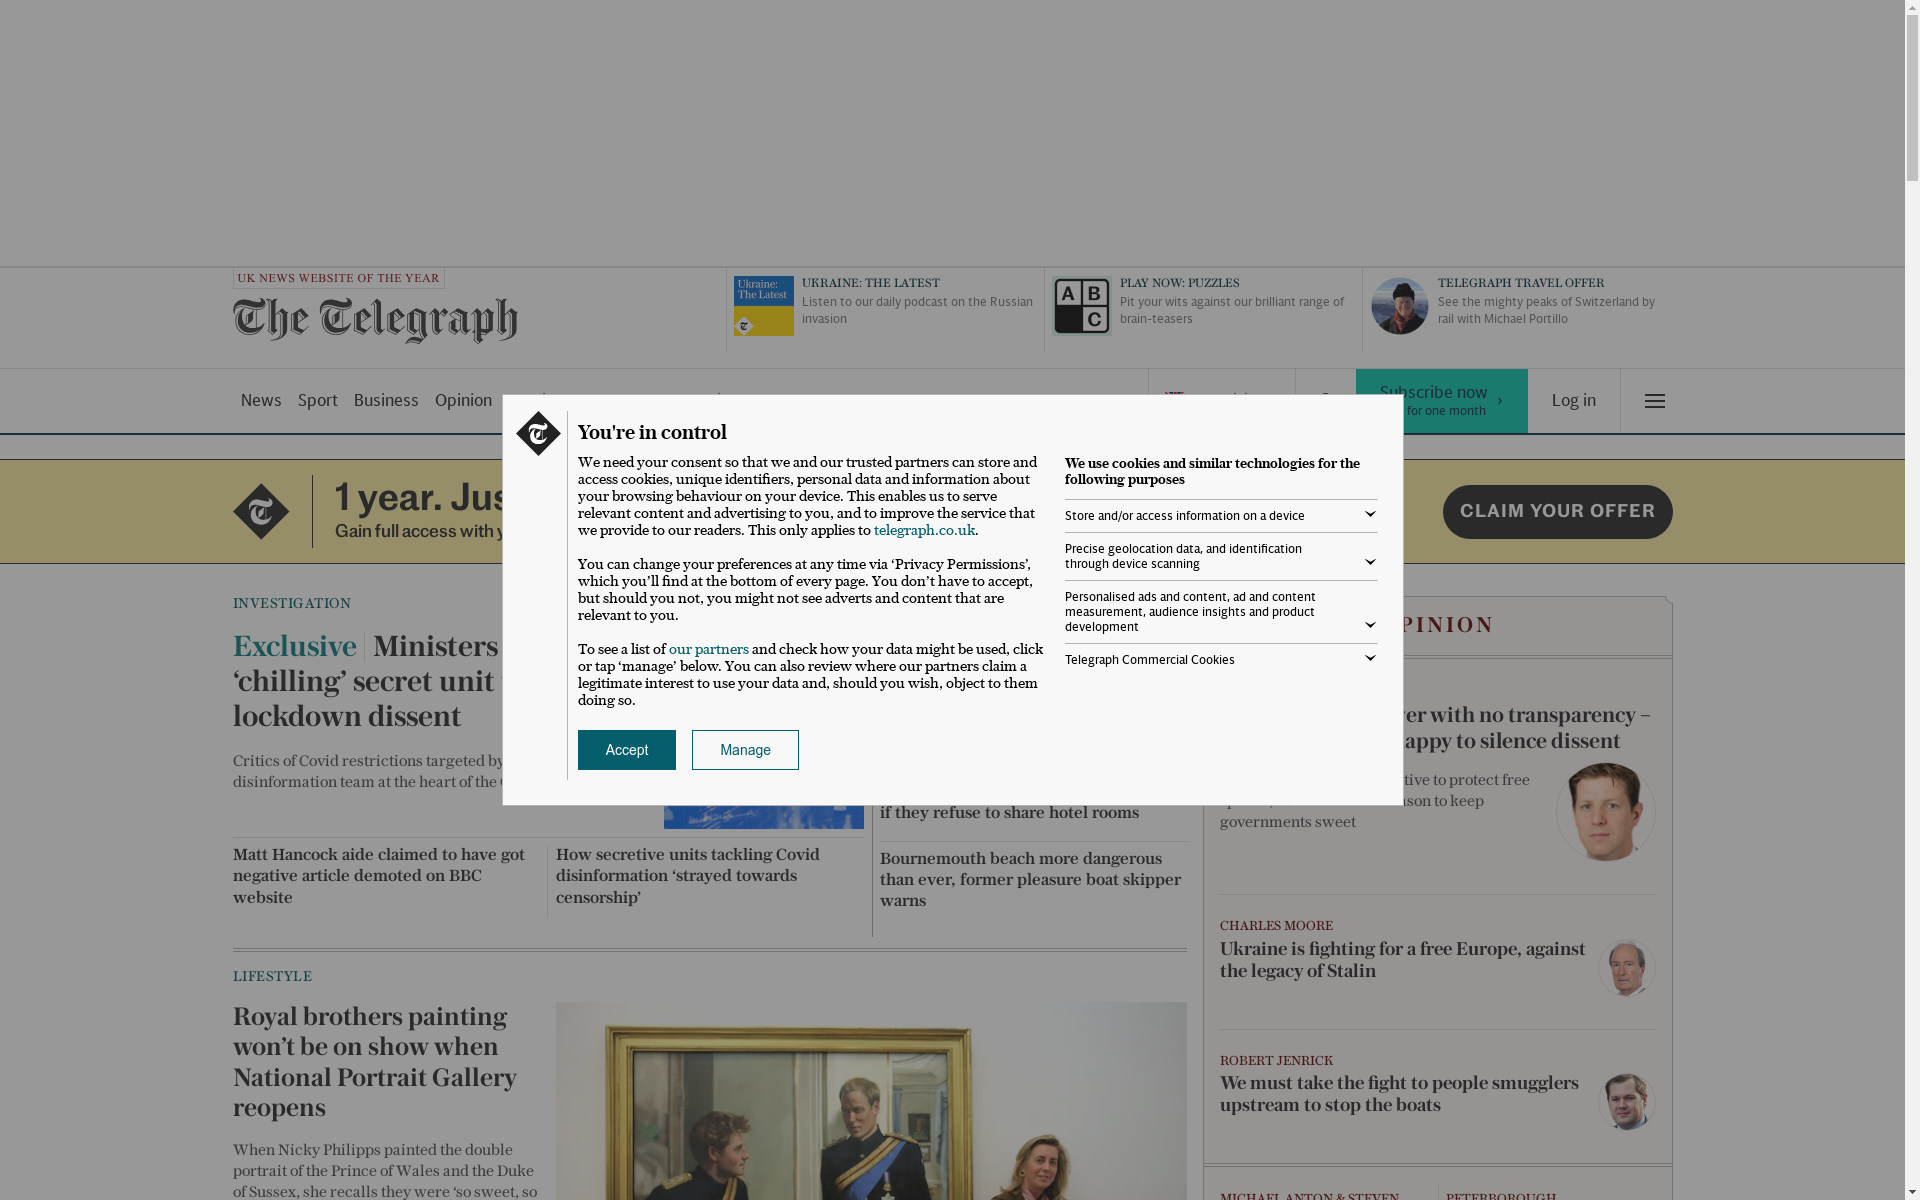 UK NEWS WEBSITE OF THE YEAR
The Telegraph
Ukraine:
The Latest
UKRAINE: THE LATEST
Listen to our daily podcast on the Russian
invasion
A B
C
PLAY NOW: PUZZLES
Pit your wits against our brilliant range of
brain-teasers
TELEGRAPH TRAVEL OFFER
See the mighty peaks of Switzerland by
rail with Michael Portillo
News Sport Business Opinion
Subscribe now
for one month
Log in
1 year. Jus
Gain full access with y
CLAIM YOUR OFFER
You're in control
We need your consent so that we and our trusted partners can store and
access cookies, unique identifiers, personal data and information about
your browsing behaviour on your device. This enables us to serve
relevant content and advertising to you, and to improve the service that
we provide to our readers. This only applies to telegraph.co.uk.
You can change your preferences at any time via ‘Privacy Permissions’,
which you’ll find at the bottom of every page. You don’t have to accept,
but should you not, you might not see adverts and content that are
relevant to you.
To see a list of our partners and check how your data might be used, click
or tap ‘manage’ below. You can also review where our partners claim a
legitimate interest to use your data and, should you wish, object to them
doing so.
Accept
Manage
We use cookies and similar technologies for the
following purposes
Store and/or access information on a device
Precise geolocation data, and identification
through device scanning
Personalised ads and content, ad and content
measurement, audience insights and product
development
Telegraph Commercial Cookies
INVESTIGATION
Exclusive Ministers
‘chilling’ secret unit
lockdown dissent
Critics of Covid restrictions targeted by
disinformation team at the heart of the
if they refuse to share hotel rooms
Bournemouth beach more dangerous
than ever, former pleasure boat skipper
warns
Matt Hancock aide claimed to have got
negative article demoted on BBC
website
How secretive units tackling Covid
disinformation ‘strayed towards
censorship’
LIFESTYLE
Royal brothers painting
won’t be on show when
National Portrait Gallery
reopens
When Nicky Philipps painted the double
portrait of the Prince of Wales and the Duke
of Sussex, she recalls they were ‘so sweet, so
PINION
er with no transparency –
appy to silence dissent
tive to protect free
son to keep
governments sweet
CHARLES MOORE
Ukraine is fighting for a free Europe, against
the legacy of Stalin
ROBERT JENRICK
We must take the fight to people smugglers
upstream to stop the boats
MICHAEL ANTON & STEVEN
PETERBOROUGH